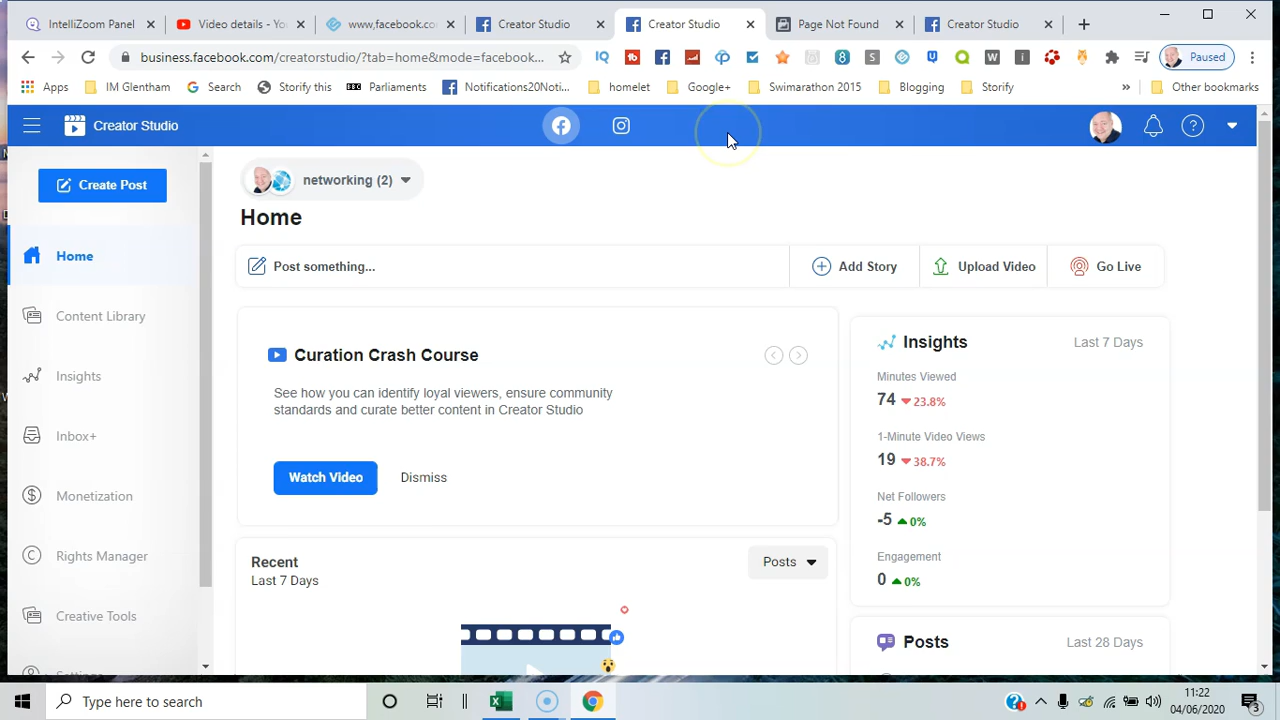 IntelliZoom Panel
Video details - Yo
www.facebook.co
Creator Studio
Creator Studio
Page Not Found
Creator Studio
business.facebook.com/creatorstudio/?tab=home&mode=facebook...
Paused
Apps
IM Glentham
Search
Storify this
Parliaments
Notifications20Noti...
homelet
Google+
Swimarathon 2015
Blogging
Storify
»
Other bookmarks
Creator Studio
Create Post
networking (2)
Home
Home
Post something...
Add Story
Upload Video
Go Live
Content Library
Insights
Inbox+
Monetization
Rights Manager
Creative Tools
Curation Crash Course
See how you can identify loyal viewers, ensure community
standards and curate better content in Creator Studio
Watch Video
Dismiss
Insights
Last 7 Days
Minutes Viewed
74 23.8%
1-Minute Video Views
19 38.7%
Net Followers
-5 0%
Engagement
0 0%
Recent
Last 7 Days
Posts
Posts
Last 28 Days
Type here to search
11:22
04/06/2020
3